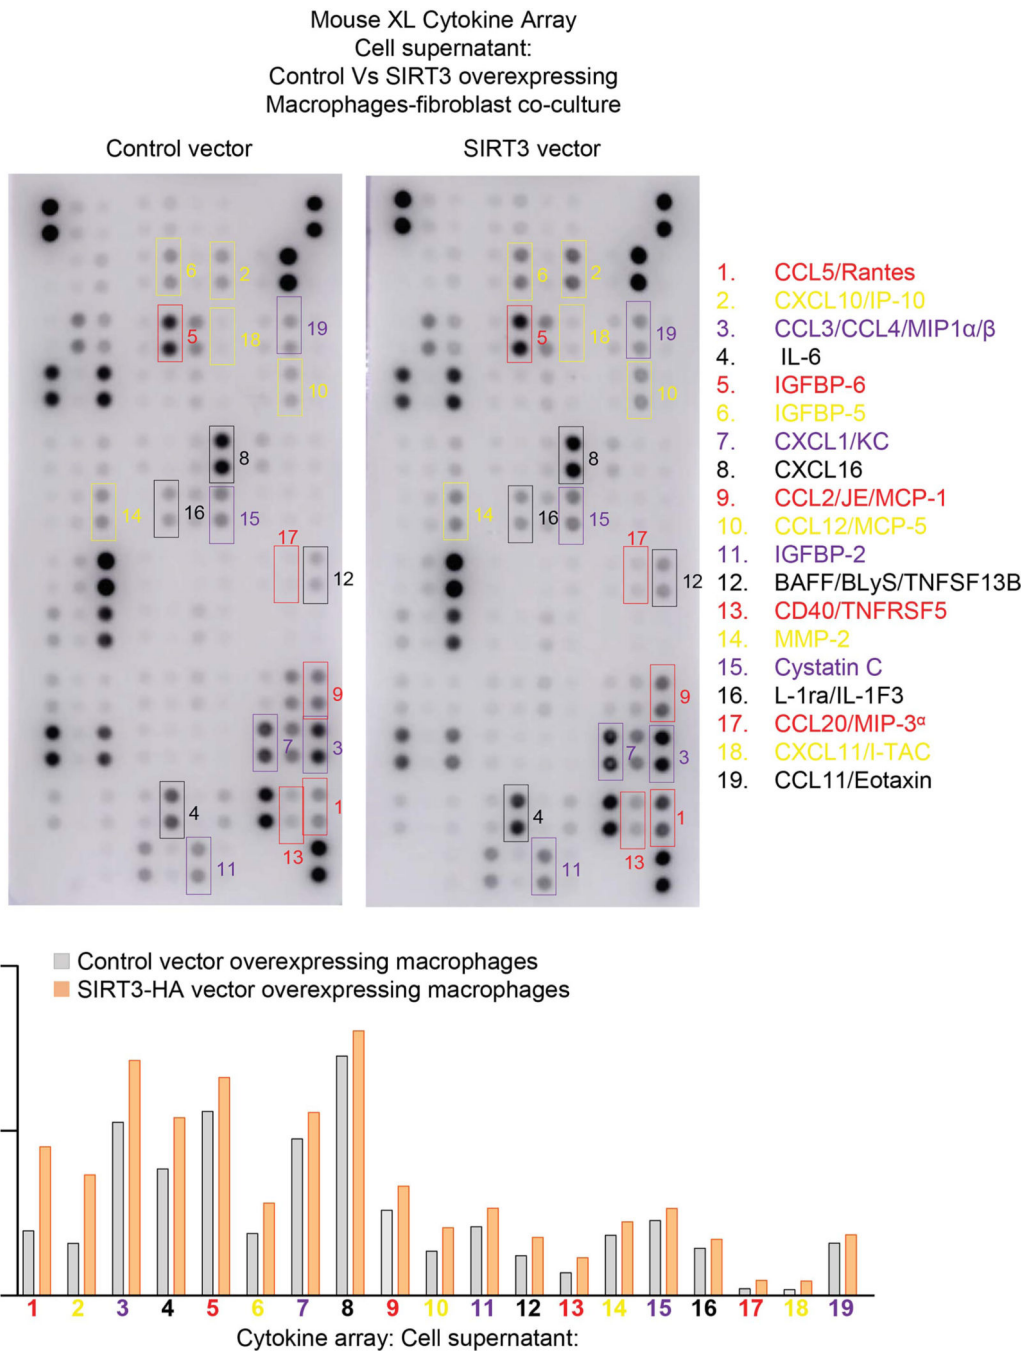 Mouse XL Cytokine Array
Cell supernatant:
Control Vs SIRT3 overexpressing
Macrophages-fibroblast co-culture
Control vector
SIRT3 vector
6
2
5
18
19
10
8
14
16
15
17
12
9
7
3
4
1
13
11
6
2
5
18
19
10
8
14
16
15
17
12
9
7
3
4
1
13
11
1. CCL5/Rantes
2. CXCL10/IP-10
3. CCL3/CCL4/MIP1α/β
4. IL-6
5. IGFBP-6
6. IGFBP-5
7. CXCL1/KC
8. CXCL16
9. CCL2/JE/MCP-1
10. CCL12/MCP-5
11. IGFBP-2
12. BAFF/BLyS/TNFSF13B
13. CD40/TNFRSF5
14. MMP-2
15. Cystatin C
16. L-1ra/IL-1F3
17. CCL20/MIP-3α
18. CXCL11/I-TAC
19. CCL11/Eotaxin
Control vector overexpressing macrophages
SIRT3-HA vector overexpressing macrophages
1 2 3 4 5 6 7 8 9 10 11 12 13 14 15 16 17 18 19
Cytokine array: Cell supernatant: